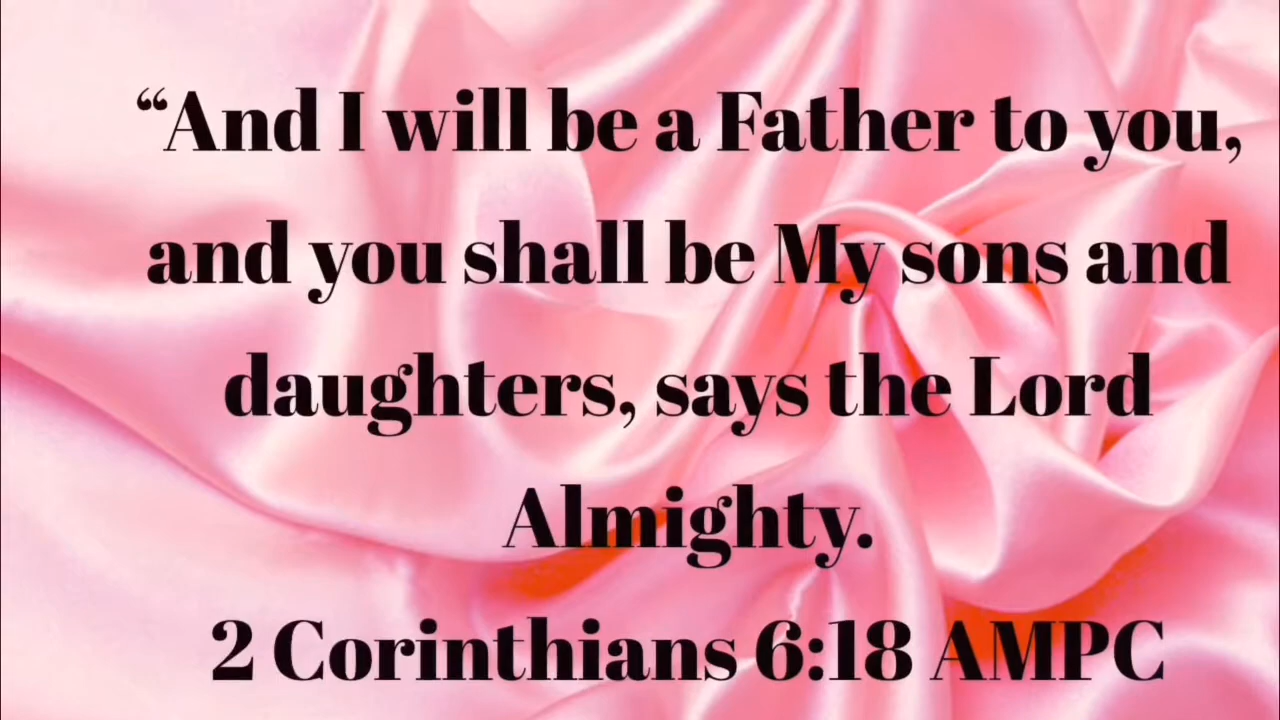 “And I will be a Father to you,
and you shall be My sons and
daughters, says the Lord
Almighty.
2 Corinthians 6:18 AMPC